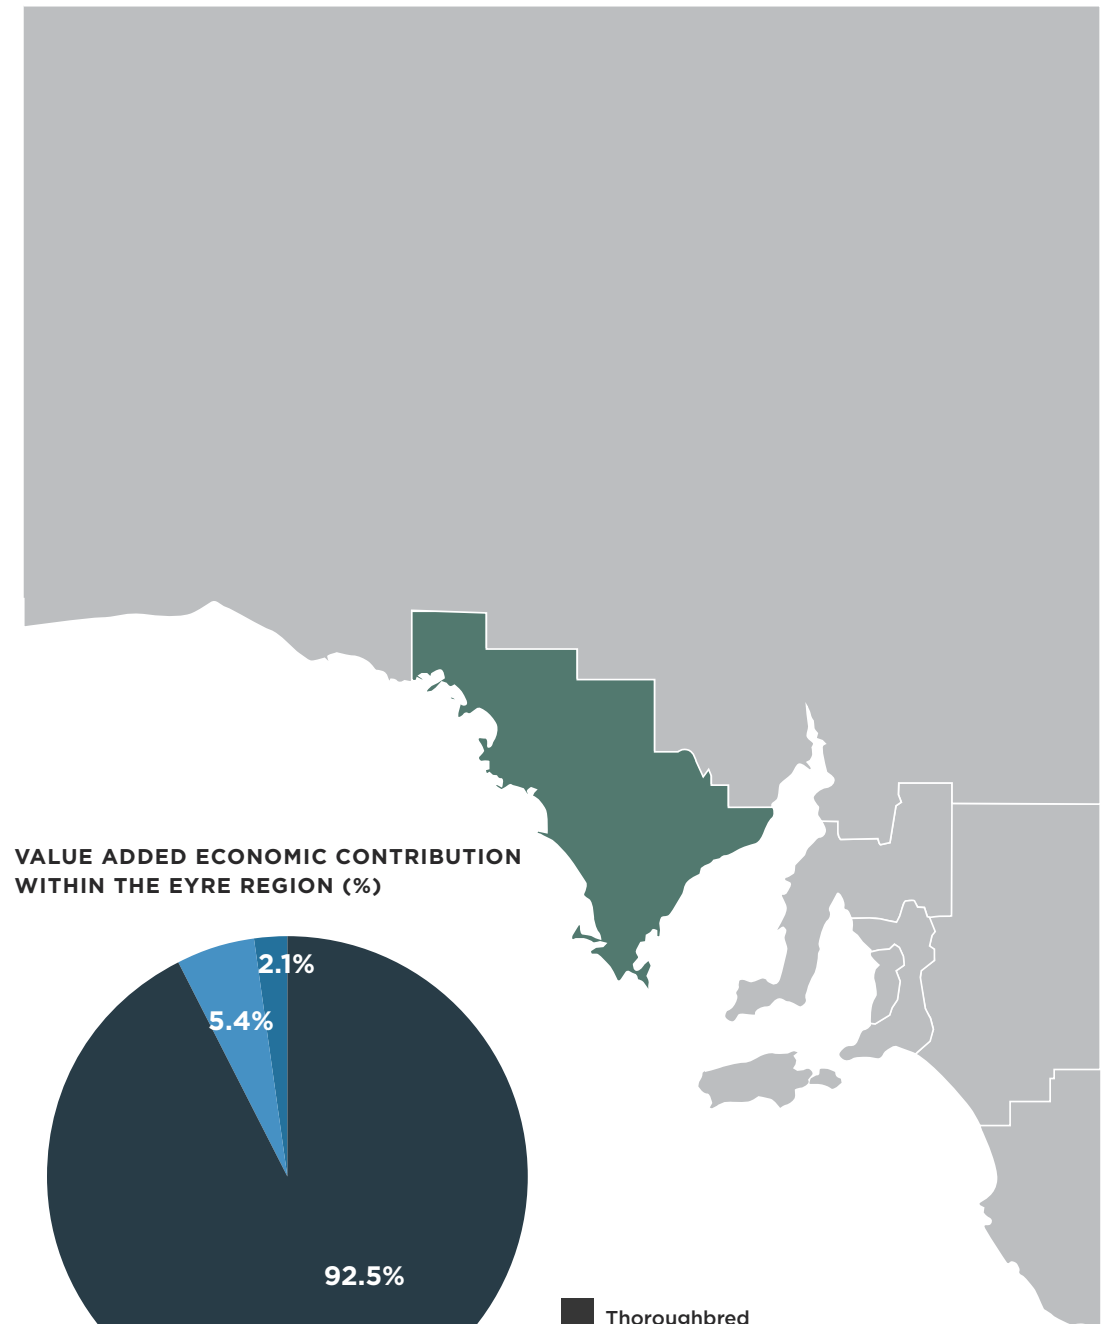 VALUE ADDED ECONOMIC CONTRIBUTION
WITHIN THE EYRE REGION (%)
2.1%
5.4%
92.5%
Thoroughbred